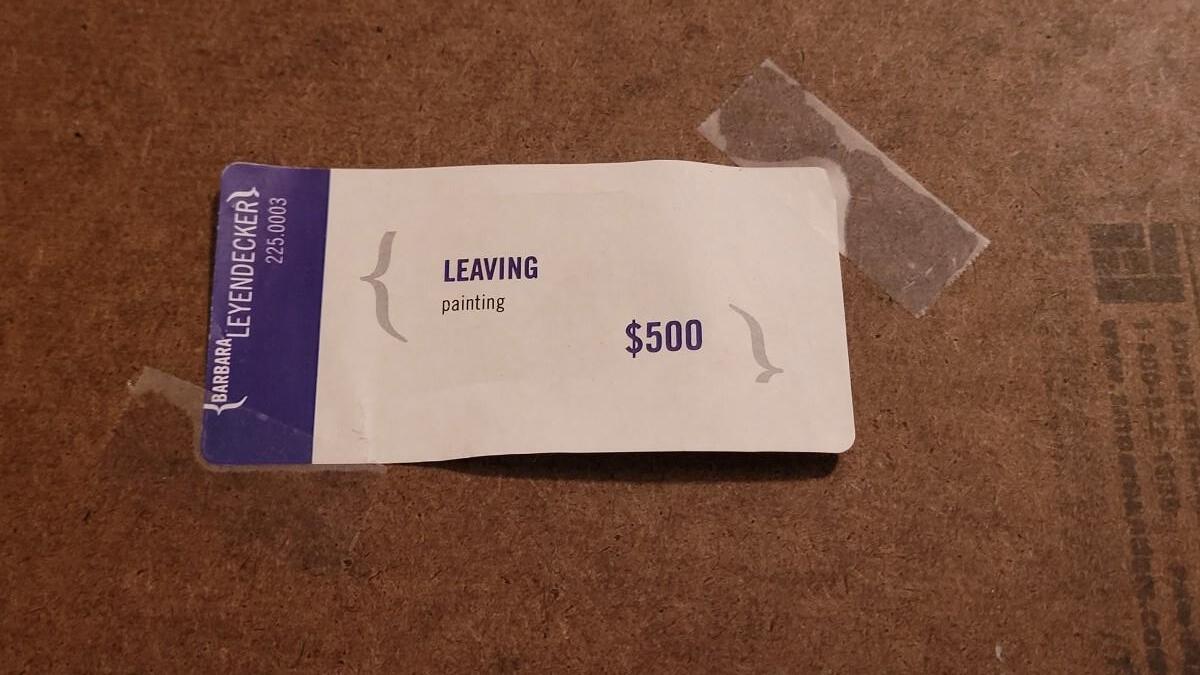 {BARBARA LEYENDECKER}
225.0003
{
LEAVING
painting
$500
}